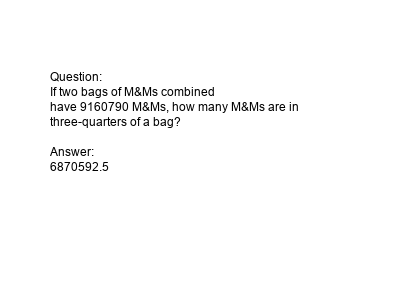 Question:
If two bags of M&Ms combined
have 9160790 M&Ms, how many M&Ms are in
three-quarters of a bag?
Answer:
6870592.5